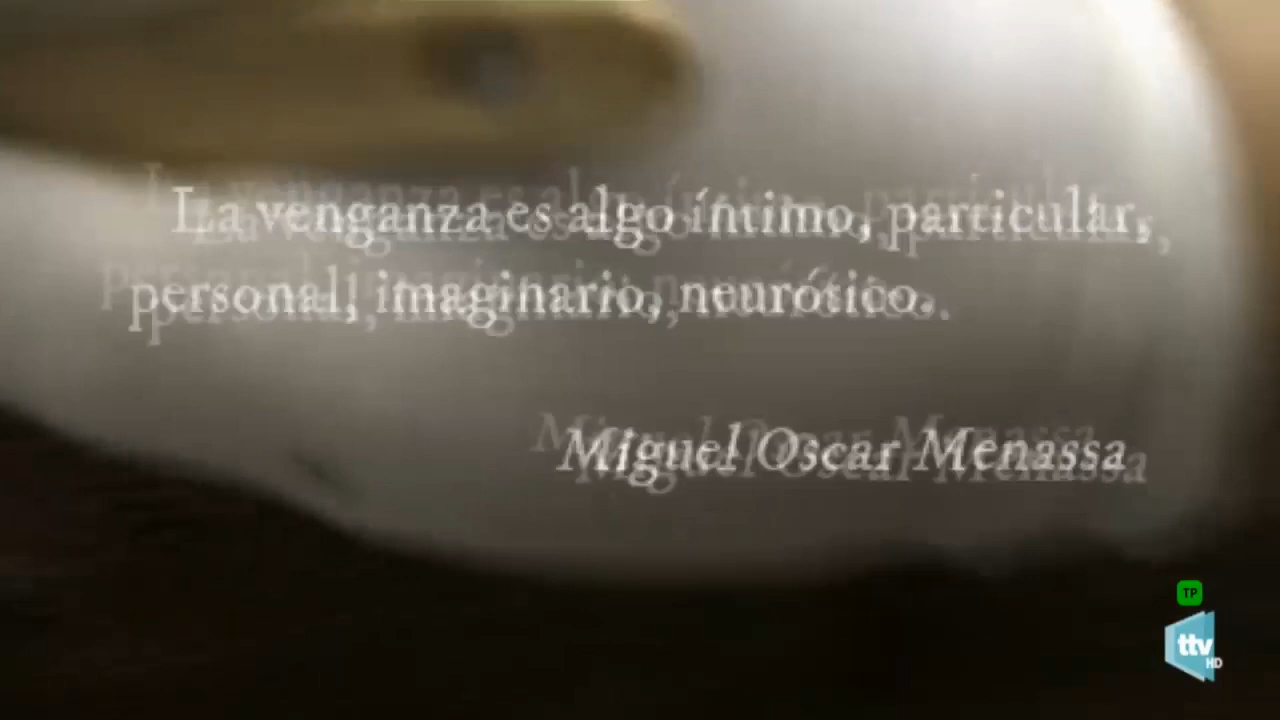 La venganza es algo íntimo, particular,
personal, imaginario, neurótico.
Miguel Oscar Menassa
TP
ttv
HD